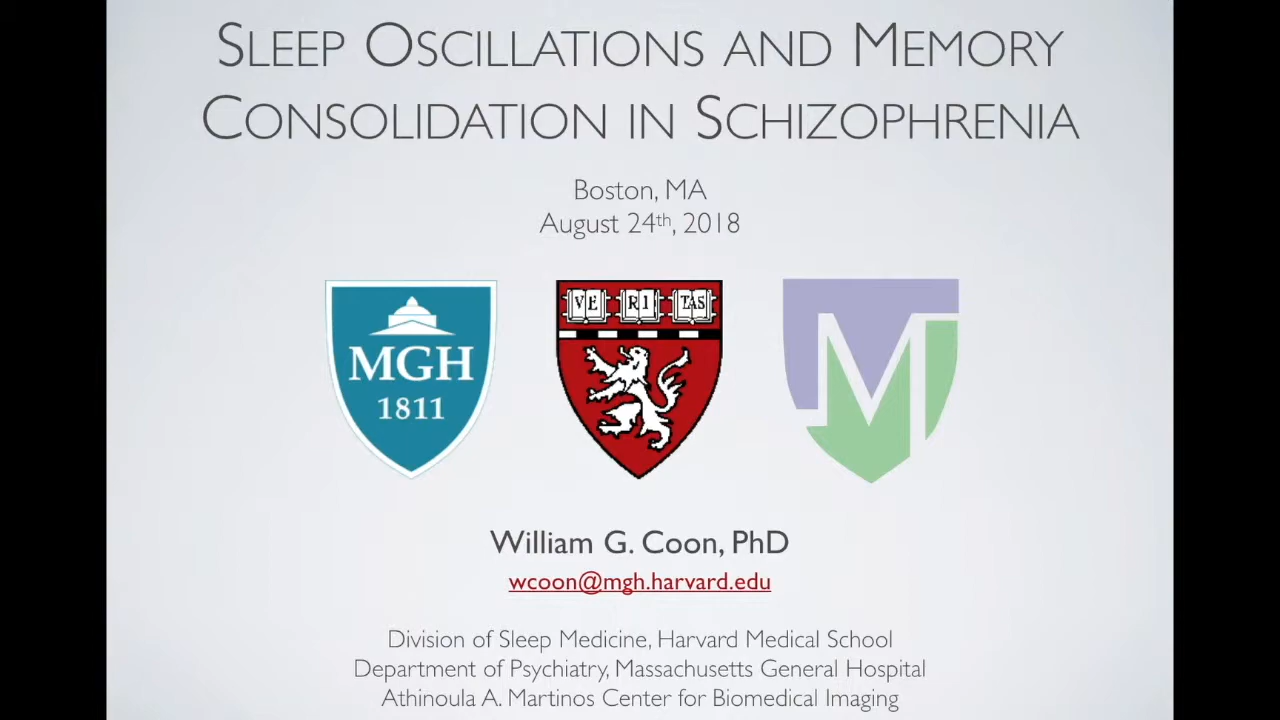 SLEEP OSCILLATIONS AND MEMORY
CONSOLIDATION IN SCHIZOPHRENIA
Boston, MA
August 24th, 2018
MGH
1811
VE RI TAS
M
William G. Coon, PhD
wcoon@mgh.harvard.edu
Division of Sleep Medicine, Harvard Medical School
Department of Psychiatry, Massachusetts General Hospital
Athinoula A. Martinos Center for Biomedical Imaging